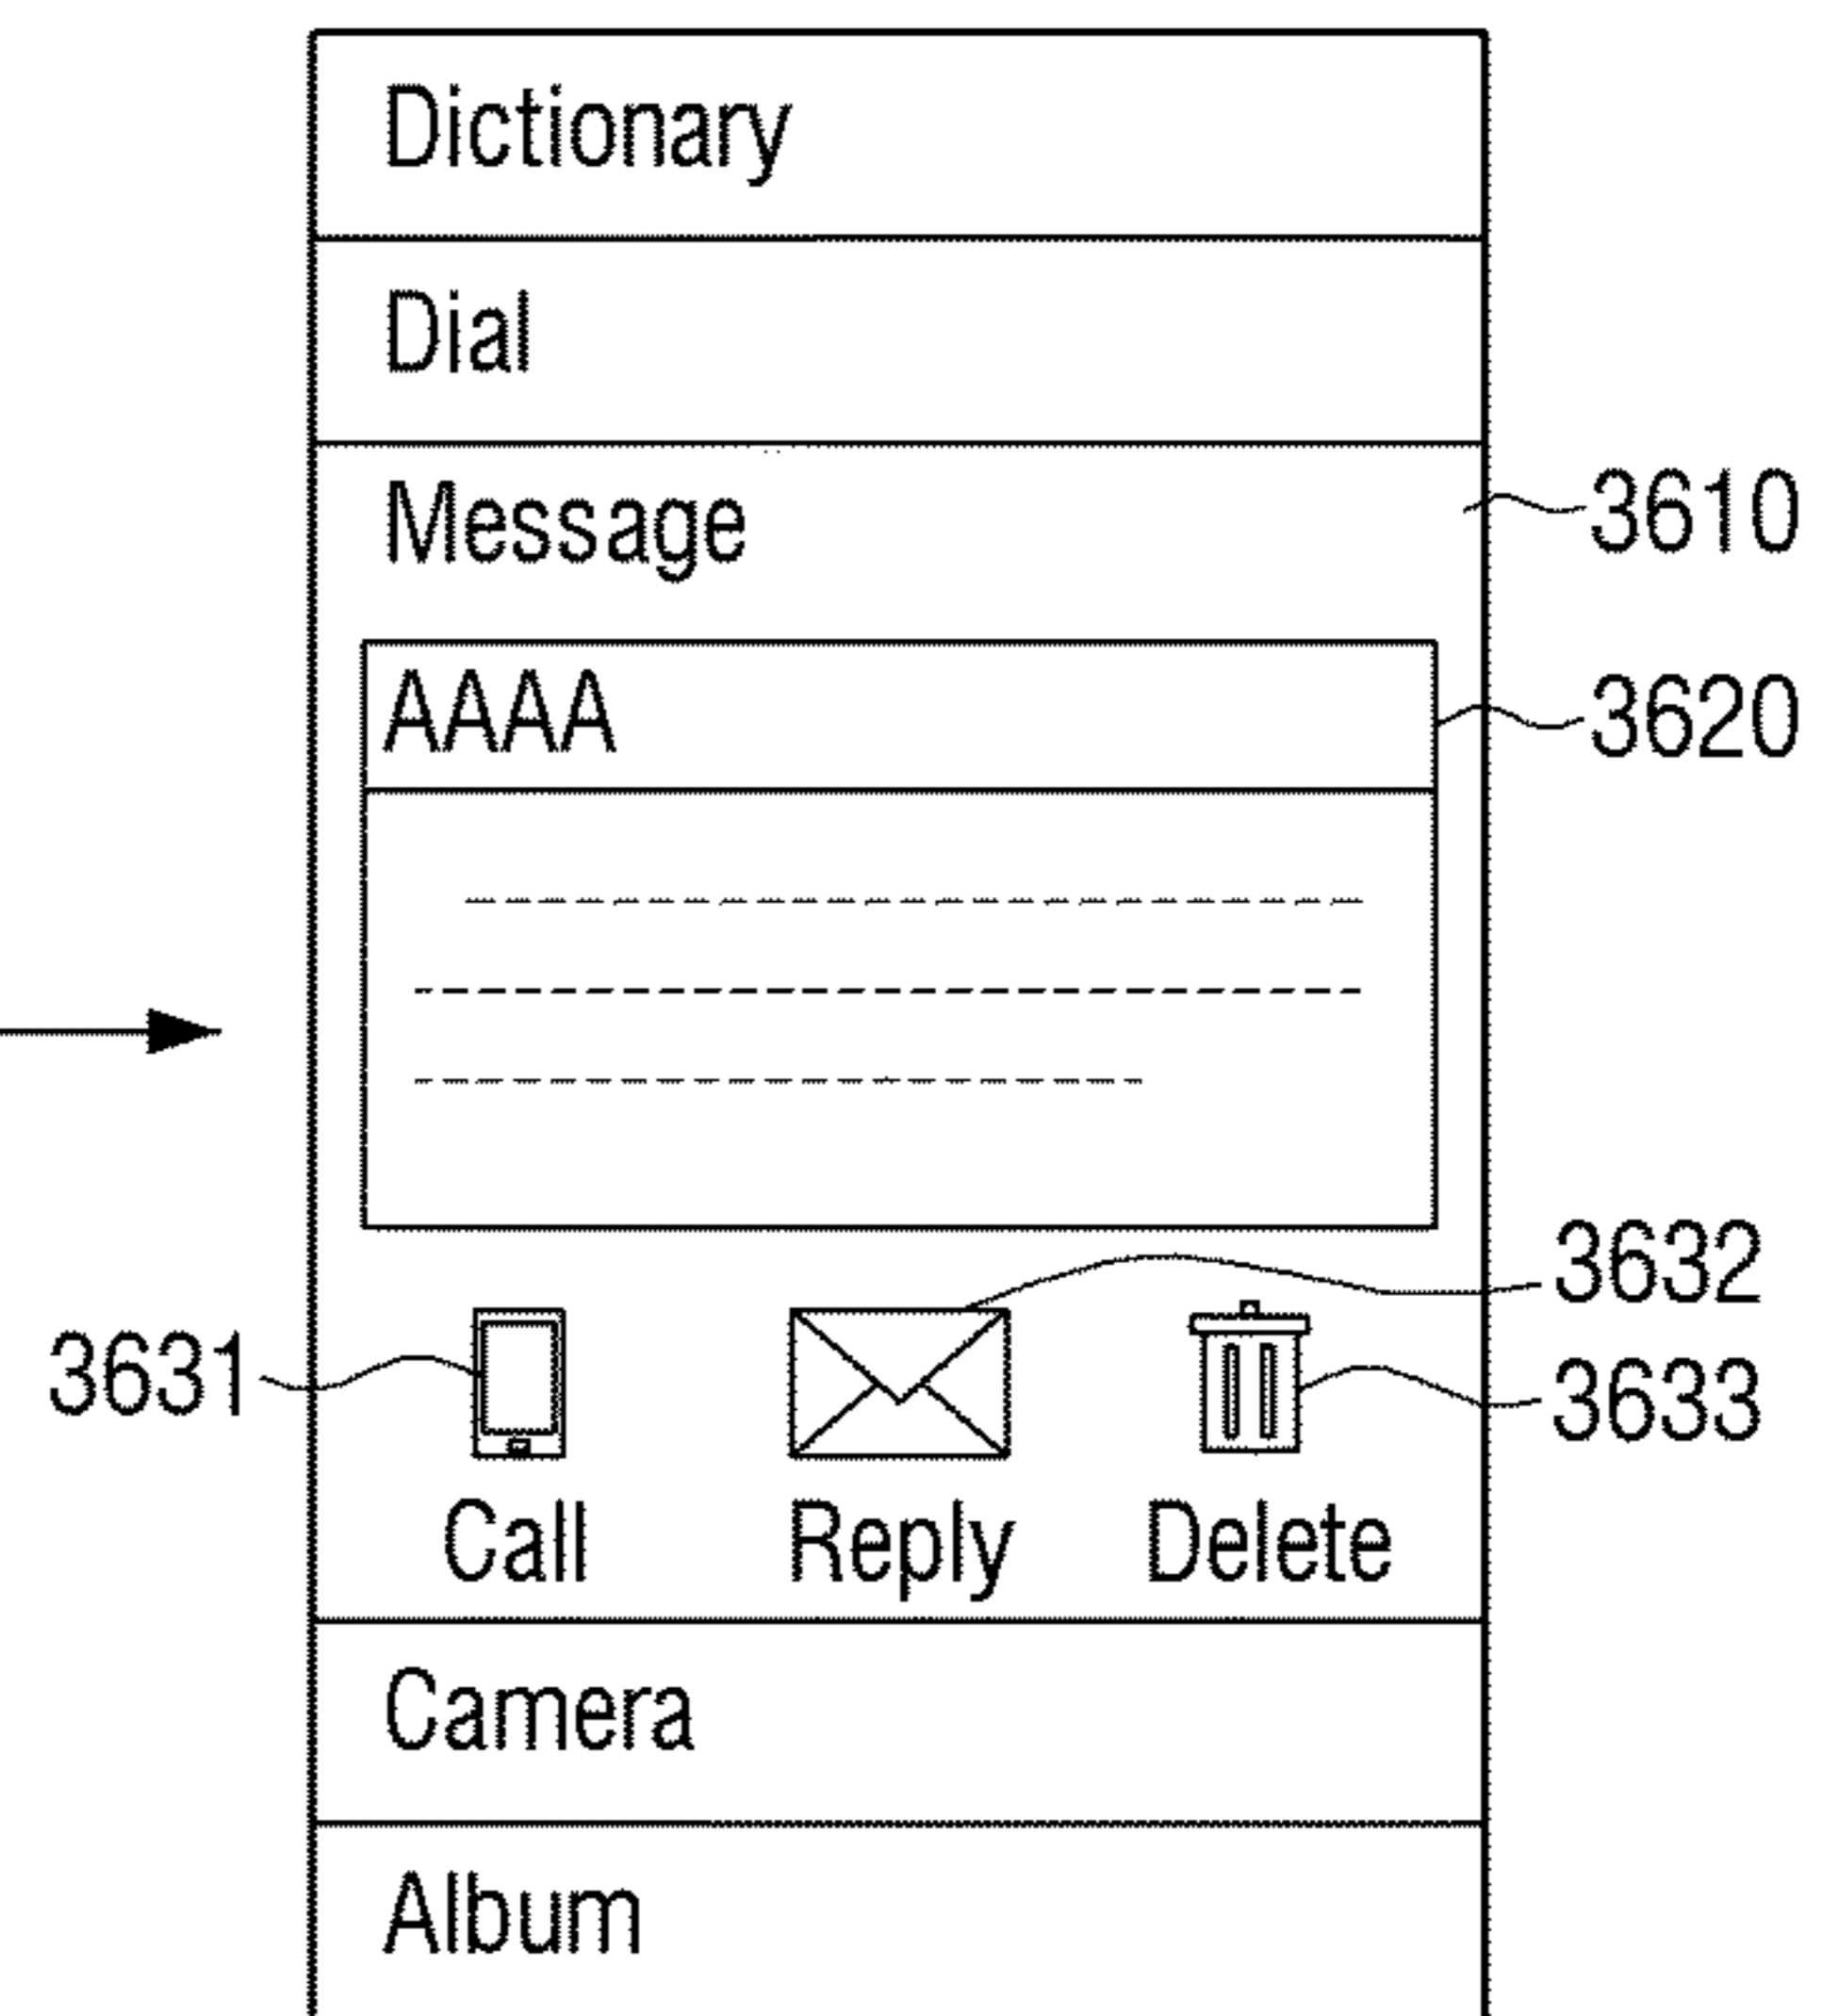 Dictionary
Dial
Message
3610
AAAA
3620
3632
3631
3633
Call Reply Delete
Camera
Album